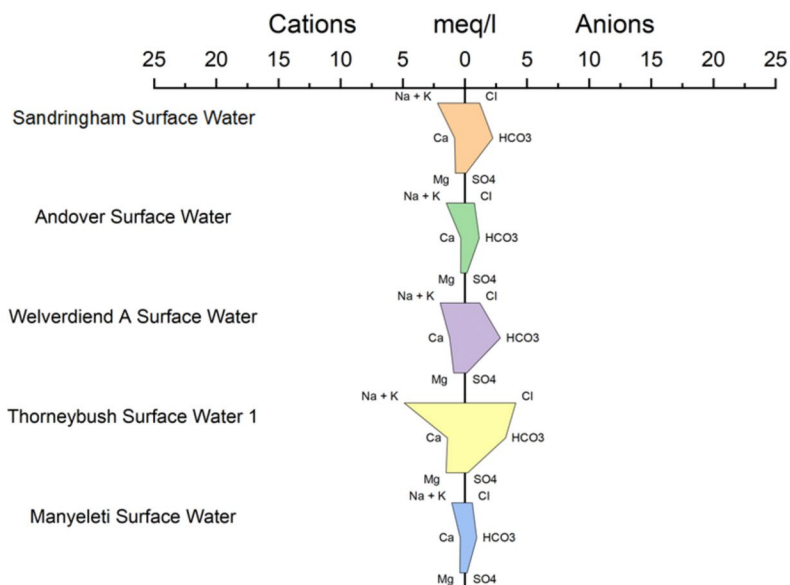 Cations meq/l Anions
25 20 15 10 5 0 5 10 15 20 25
Na + K Cl
Sandringham Surface Water
Ca HCO3
Mg SO4
Na + K Cl
Andover Surface Water
Ca HCO3
Mg SO4
Na + K Cl
Welverdiend A Surface Water
Ca HCO3
Mg SO4
Na + K Cl
Thorneybush Surface Water 1
Ca HCO3
Mg SO4
Na + K Cl
Manyeleti Surface Water
Ca HCO3
Mg SO4